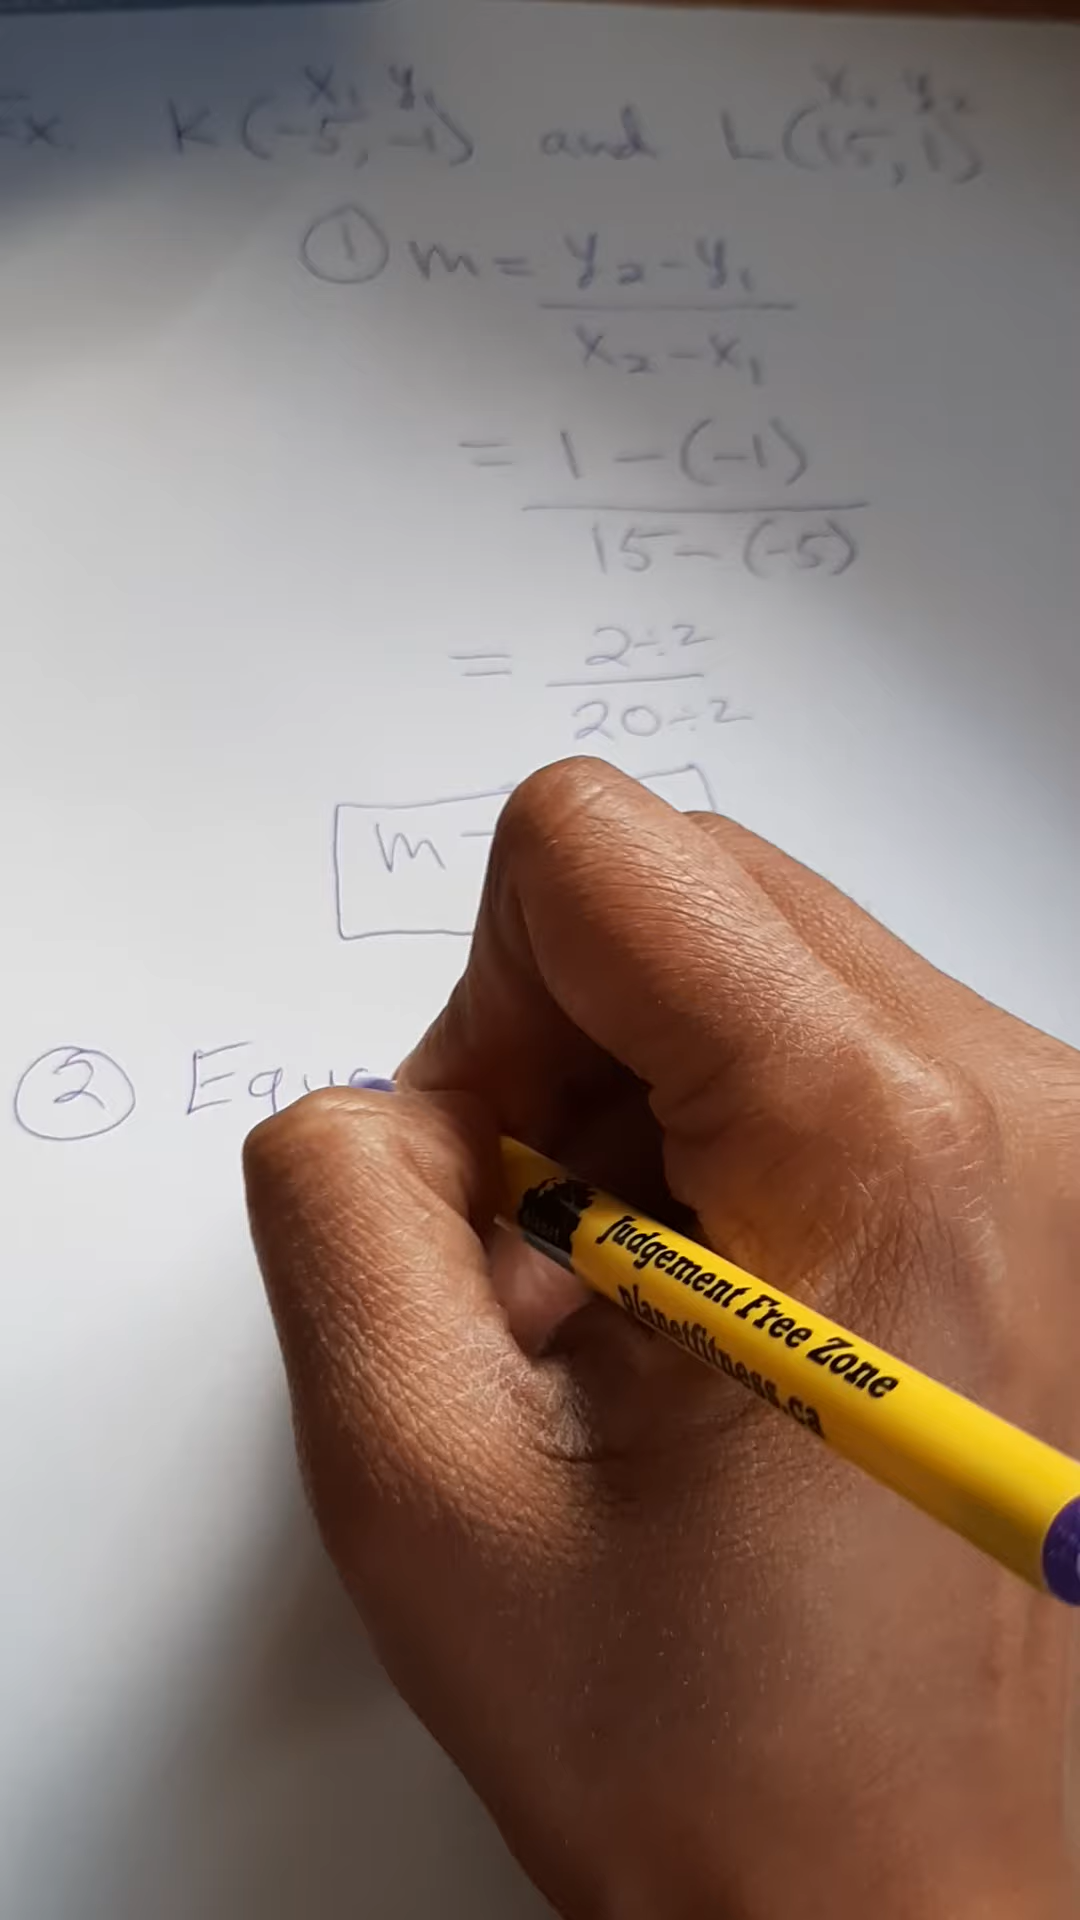 Ex K(-5, -1) and L(15, 1)
x₁ y₁ x₂ y₂
① m = y₂ - y₁
x₂ - x₁
= 1 - (-1)
15 - (-5)
= 2÷2
20÷2
m =
② Equa
Judgement Free Zone
planetfitness.ca